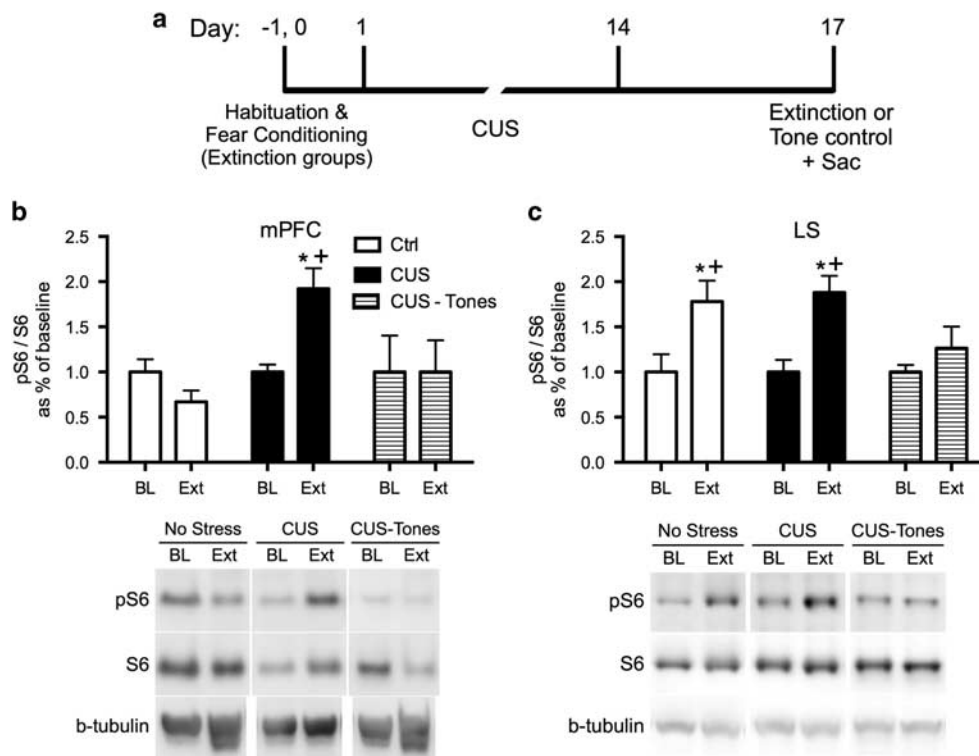 a
Day: -1, 0 1 14 17
Habituation &
Fear Conditioning
(Extinction groups)
CUS
Extinction or
Tone control
+ Sac
b
mPFC
pS6 / S6
as % of baseline
2.5
2.0
1.5
1.0
0.5
0.0
*+
Ctrl
CUS
CUS - Tones
BL Ext BL Ext BL Ext
No Stress CUS CUS-Tones
BL Ext BL Ext BL Ext
pS6
S6
b-tubulin
c
LS
pS6 / S6
as % of baseline
2.5
2.0
1.5
1.0
0.5
0.0
*+ *+
BL Ext BL Ext BL Ext
No Stress CUS CUS-Tones
BL Ext BL Ext BL Ext
pS6
S6
b-tubulin